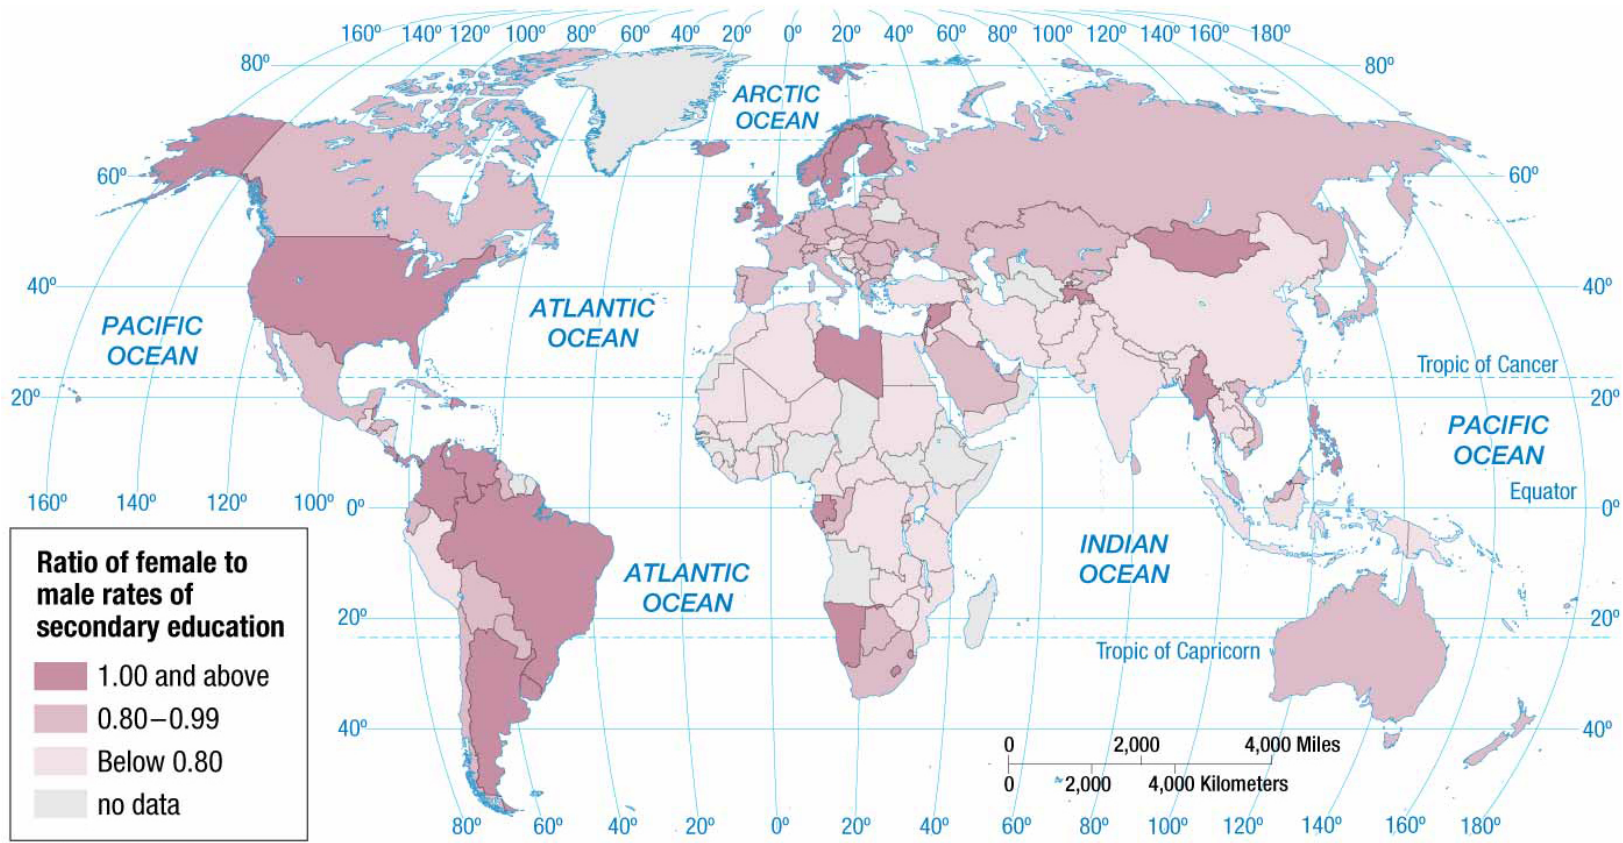 160º 140º 120º 100º 80º 60º 40º 20º 0º 20º 40º 60º 80º 100º 120º 140º 160º 180º
80º 80º
ARCTIC
OCEAN
60º 60º
40º 40º
ATLANTIC
OCEAN
PACIFIC
OCEAN
Tropic of Cancer
20º 20º
PACIFIC
OCEAN
Equator
160º 140º 120º 100º 0º 0º
INDIAN
OCEAN
ATLANTIC
OCEAN
20º 20º
Tropic of Capricorn
40º 40º
Ratio of female to
male rates of
secondary education
1.00 and above
0.80–0.99
Below 0.80
no data
0 2,000 4,000 Miles
0 2,000 4,000 Kilometers
80º 60º 40º 20º 0º 20º 40º 60º 80º 100º 120º 140º 160º 180º